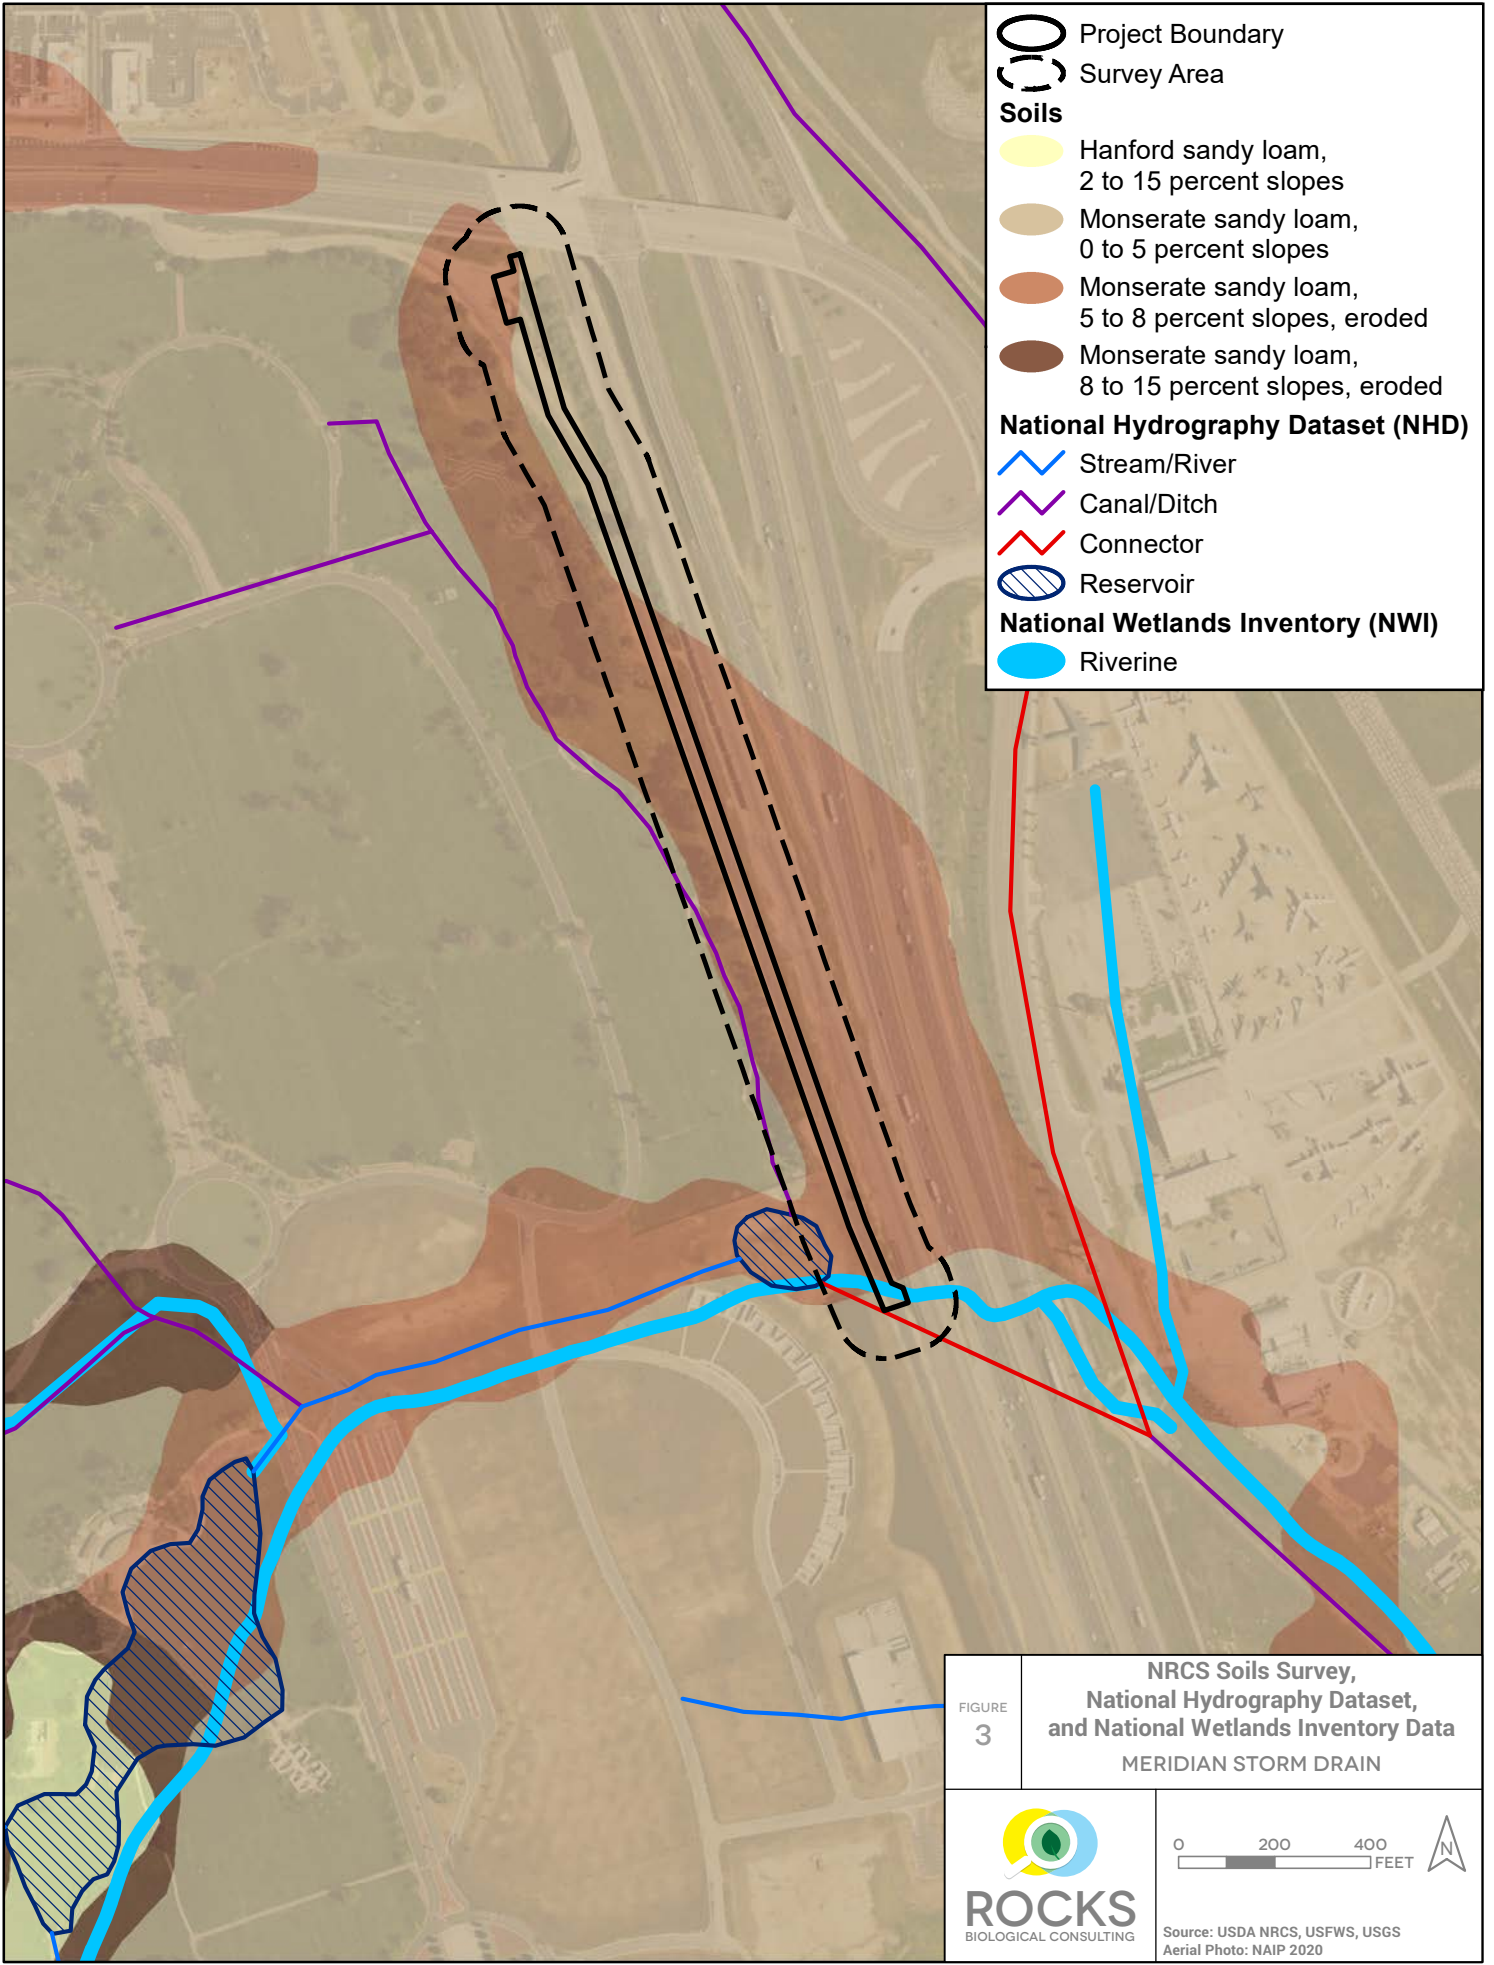 Project Boundary
Survey Area
Soils
Hanford sandy loam,
2 to 15 percent slopes
Monserate sandy loam,
0 to 5 percent slopes
Monserate sandy loam,
5 to 8 percent slopes, eroded
Monserate sandy loam,
8 to 15 percent slopes, eroded
National Hydrography Dataset (NHD)
Stream/River
Canal/Ditch
Connector
Reservoir
National Wetlands Inventory (NWI)
Riverine
FIGURE
3
NRCS Soils Survey,
National Hydrography Dataset,
and National Wetlands Inventory Data
MERIDIAN STORM DRAIN
ROCKS
BIOLOGICAL CONSULTING
0 200 400
FEET
N
Source: USDA NRCS, USFWS, USGS
Aerial Photo: NAIP 2020